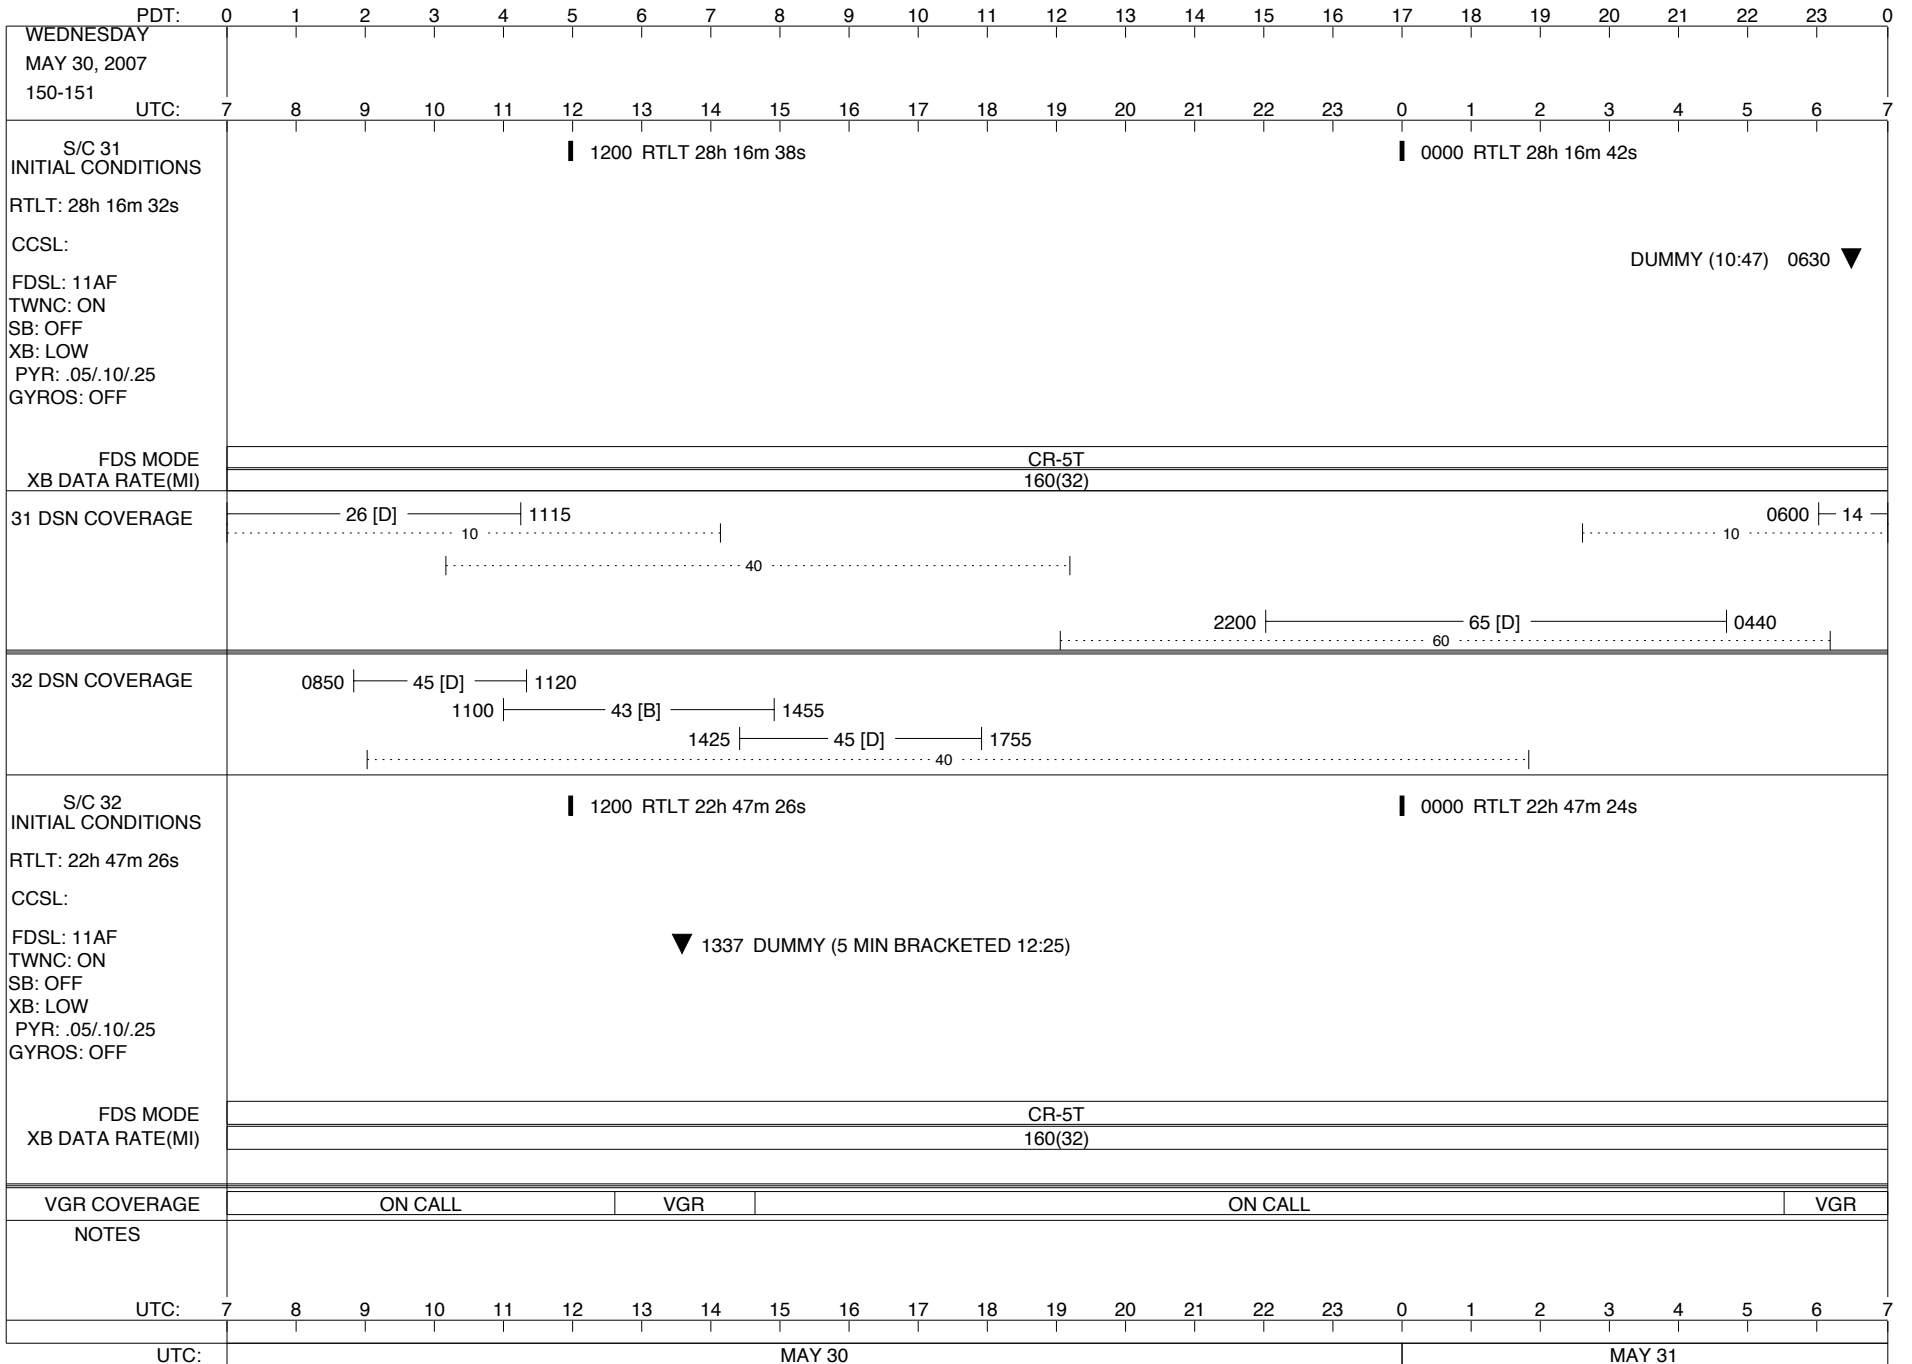 PDT: 0 1 2 3 4 5 6 7 8 9 10 11 12 13 14 15 16 17 18 19 20 21 22 23 0
WEDNESDAY
MAY 30, 2007
150-151
UTC: 7 8 9 10 11 12 13 14 15 16 17 18 19 20 21 22 23 0 1 2 3 4 5 6 7
S/C 31
INITIAL CONDITIONS
1200 RTLT 28h 16m 38s
0000 RTLT 28h 16m 42s
RTLT: 28h 16m 32s
CCSL:
DUMMY (10:47) 0630
FDSL: 11AF
TWNC: ON
SB: OFF
XB: LOW
PYR: .05/.10/.25
GYROS: OFF
FDS MODE CR-5T
XB DATA RATE(MI) 160(32)
31 DSN COVERAGE
26 [D] 1115
0600 14
10 10
40
2200 65 [D] 0440
60
32 DSN COVERAGE
0850 45 [D] 1120
1100 43 [B] 1455
1425 45 [D] 1755
40
S/C 32
INITIAL CONDITIONS
1200 RTLT 22h 47m 26s
0000 RTLT 22h 47m 24s
RTLT: 22h 47m 26s
CCSL:
FDSL: 11AF
1337 DUMMY (5 MIN BRACKETED 12:25)
TWNC: ON
SB: OFF
XB: LOW
PYR: .05/.10/.25
GYROS: OFF
FDS MODE CR-5T
XB DATA RATE(MI) 160(32)
VGR COVERAGE ON CALL VGR ON CALL VGR
NOTES
UTC: 7 8 9 10 11 12 13 14 15 16 17 18 19 20 21 22 23 0 1 2 3 4 5 6 7
UTC: MAY 30 MAY 31